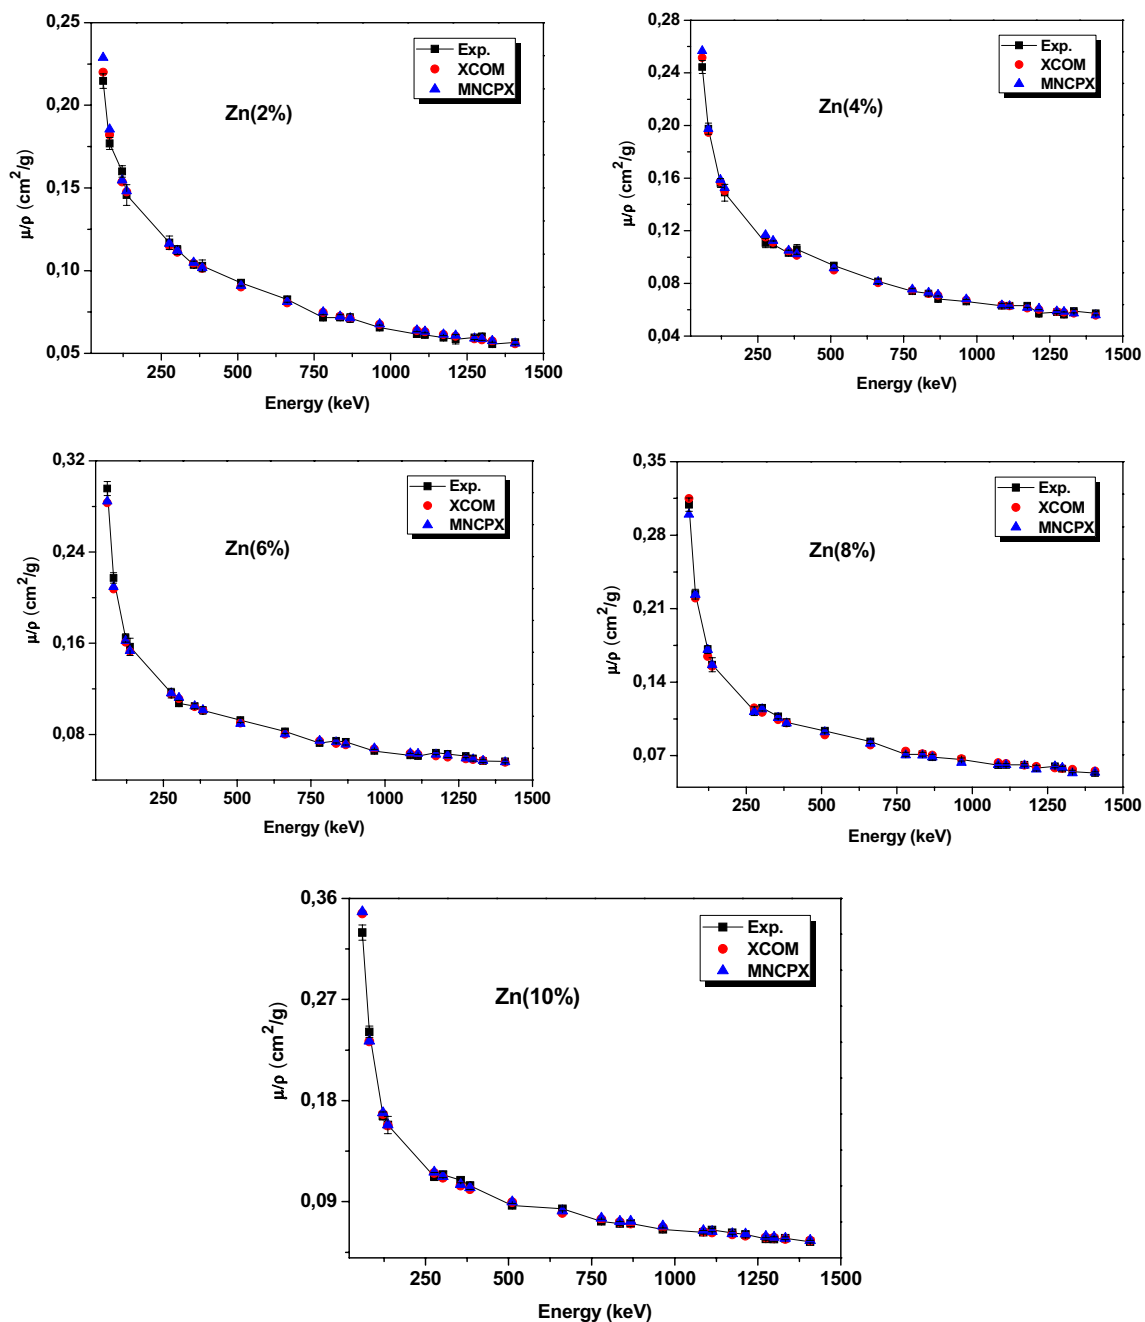 0,25
0,20
0,15
0,10
0,05
μ/ρ (cm²/g)
Exp.
XCOM
MNCPX
Zn(2%)
250 500 750 1000 1250 1500
Energy (keV)
0,28
0,24
0,20
0,16
0,12
0,08
0,04
μ/ρ (cm²/g)
Exp.
XCOM
MNCPX
Zn(4%)
250 500 750 1000 1250 1500
Energy (keV)
0,32
0,24
0,16
0,08
μ/ρ (cm²/g)
Exp.
XCOM
MNCPX
Zn(6%)
250 500 750 1000 1250 1500
Energy (keV)
0,35
0,28
0,21
0,14
0,07
μ/ρ (cm²/g)
Exp.
XCOM
MNCPX
Zn(8%)
250 500 750 1000 1250 1500
Energy (keV)
0,36
0,27
0,18
0,09
μ/ρ (cm²/g)
Exp.
XCOM
MNCPX
Zn(10%)
250 500 750 1000 1250 1500
Energy (keV)